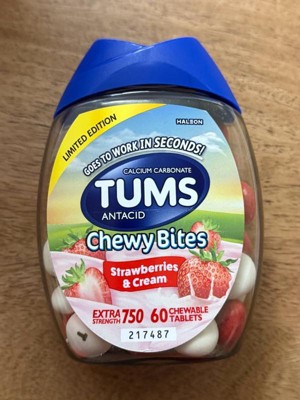 LIMITED EDITION
HALEON
GOES TO WORK IN SECONDS!
CALCIUM CARBONATE
TUMS
ANTACID
Chewy Bites
Strawberries
& Cream
EXTRA STRENGTH 750 60 CHEWABLE TABLETS
217487